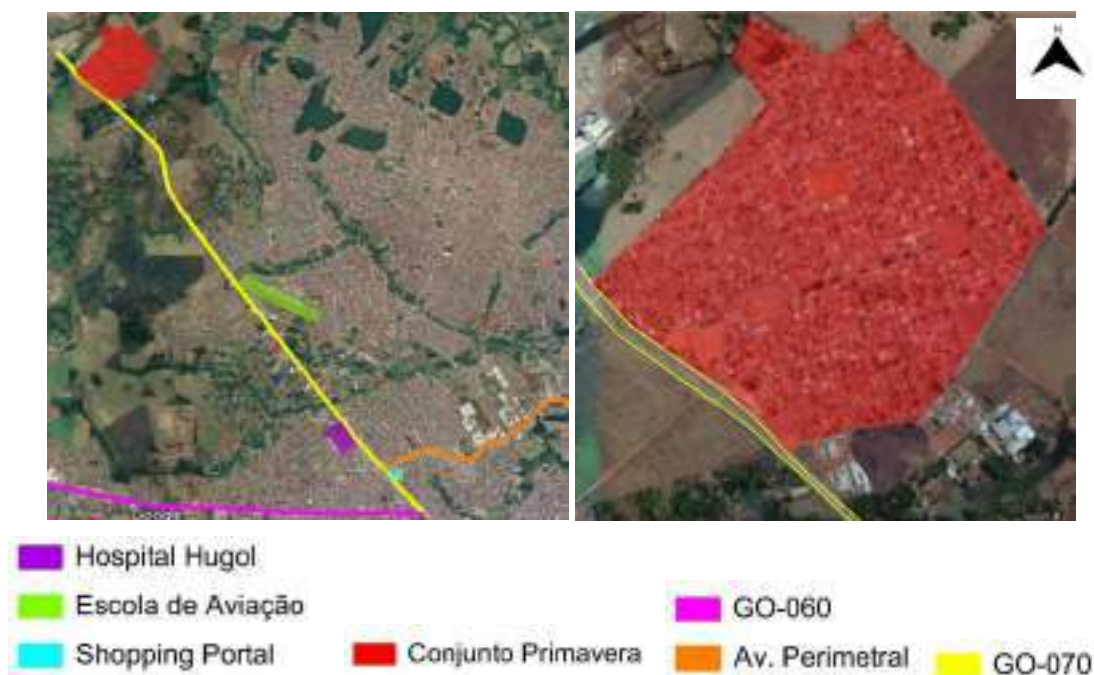 N
Hospital Hugol
Escola de Aviação
GO-060
Shopping Portal
Conjunto Primavera
Av. Perimetral
GO-070